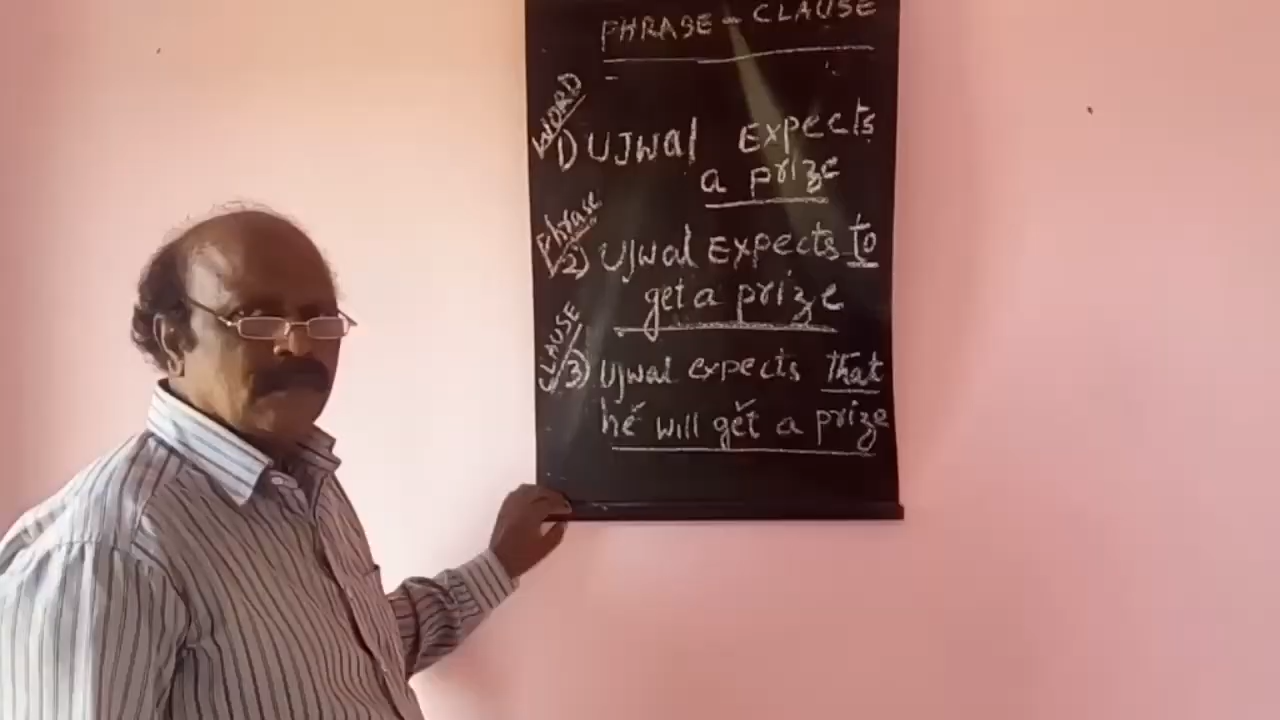 PHRASE - CLAUSE
WORD
1) UJwal Expects
a prize
Phrase
2) Ujwal Expects to
get a prize
CLAUSE
3) Ujwal expects that
he will get a prize